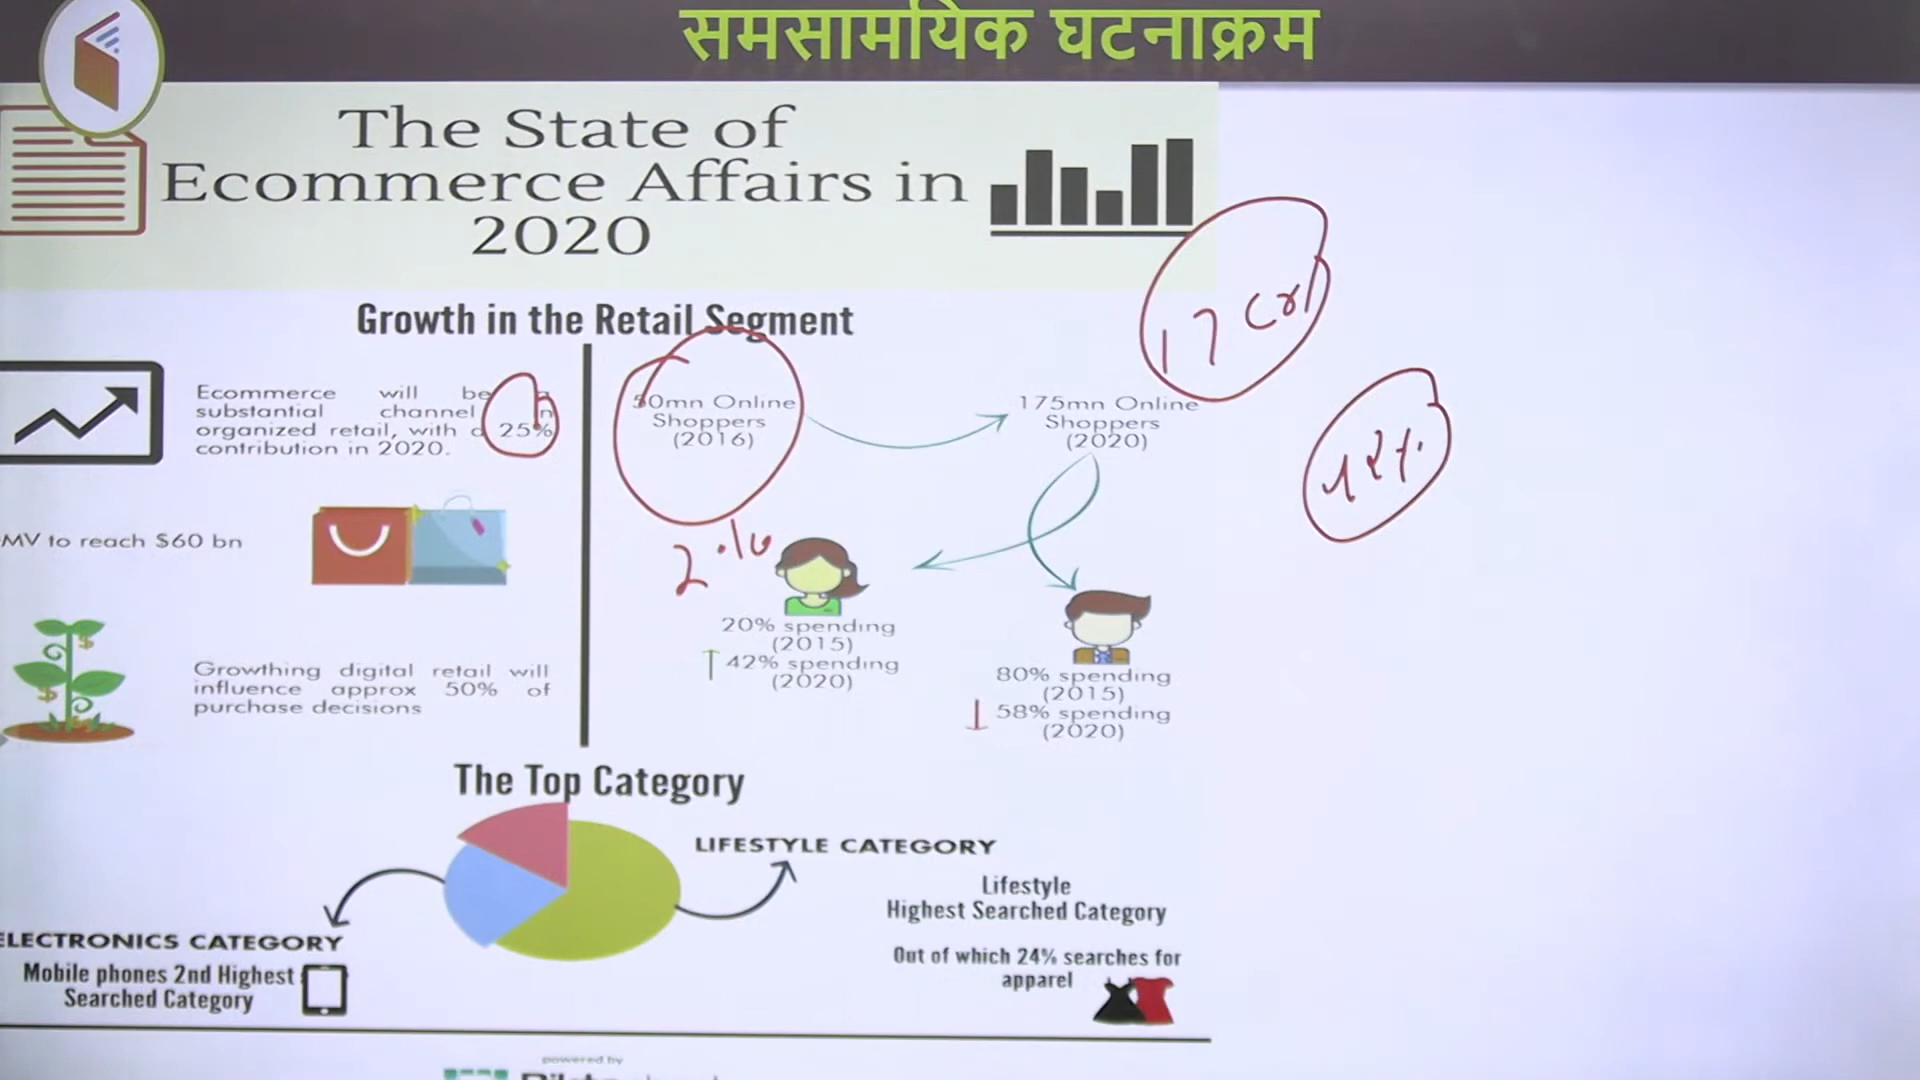 समसामयिक घटनाक्रम
The State of
Ecommerce Affairs in
2020
Growth in the Retail Segment
Ecommerce will be a
substantial channel in
organized retail, with a 25%
contribution in 2020.
MV to reach $60 bn
Growthing digital retail will
influence approx 50% of
purchase decisions
50mn Online
Shoppers
(2016)
175mn Online
Shoppers
(2020)
17 Cr
2%
20% spending
(2015)
42% spending
(2020)
80% spending
(2015)
58% spending
(2020)
The Top Category
LIFESTYLE CATEGORY
Lifestyle
Highest Searched Category
Out of which 24% searches for
apparel
ELECTRONICS CATEGORY
Mobile phones 2nd Highest
Searched Category
powered by